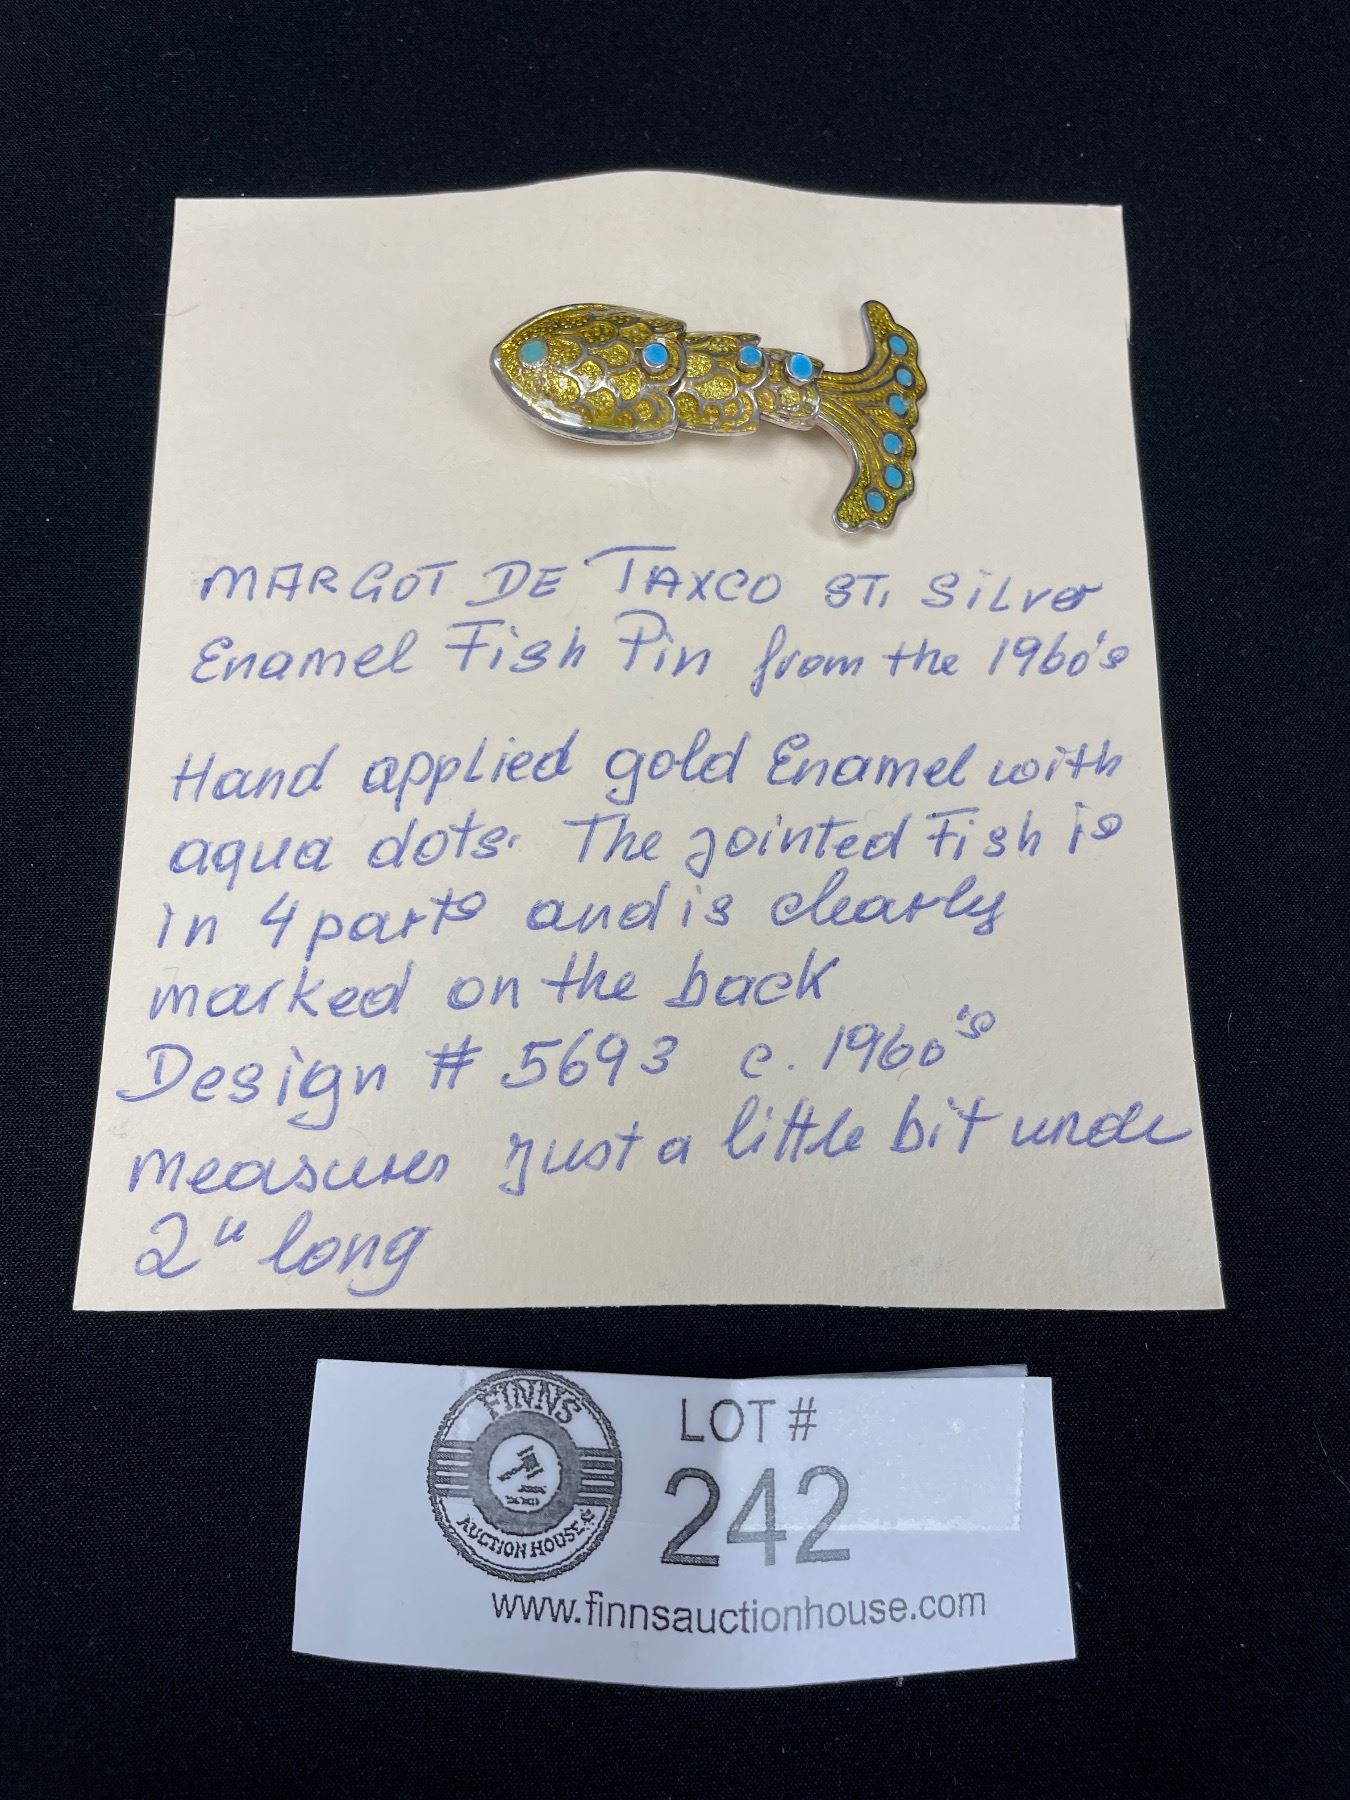 MARGOT DE TAXCO ST. SILver
Enamel Fish Pin from the 1960's
Hand applied gold Enamel with
aqua dots. The jointed Fish is
in 4 parts and is clearly
marked on the back
Design # 5693 c. 1960's
measures just a little bit unde
2" long
FINNS
AUCTION HOUSE
LOT #
242
www.finnsauctionhouse.com